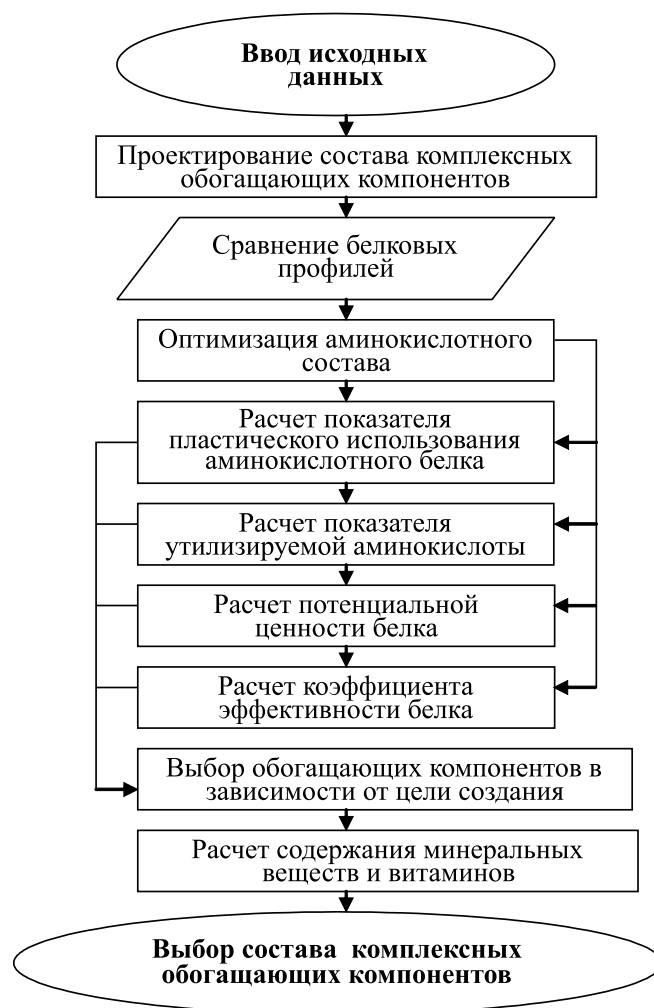 Ввод исходных
данных
Проектирование состава комплексных
обогащающих компонентов
Сравнение белковых
профилей
Оптимизация аминокислотного
состава
Расчет показателя
пластического использования
аминокислотного белка
Расчет показателя
утилизируемой аминокислоты
Расчет потенциальной
ценности белка
Расчет коэффициента
эффективности белка
Выбор обогащающих компонентов в
зависимости от цели создания
Расчет содержания минеральных
веществ и витаминов
Выбор состава комплексных
обогащающих компонентов